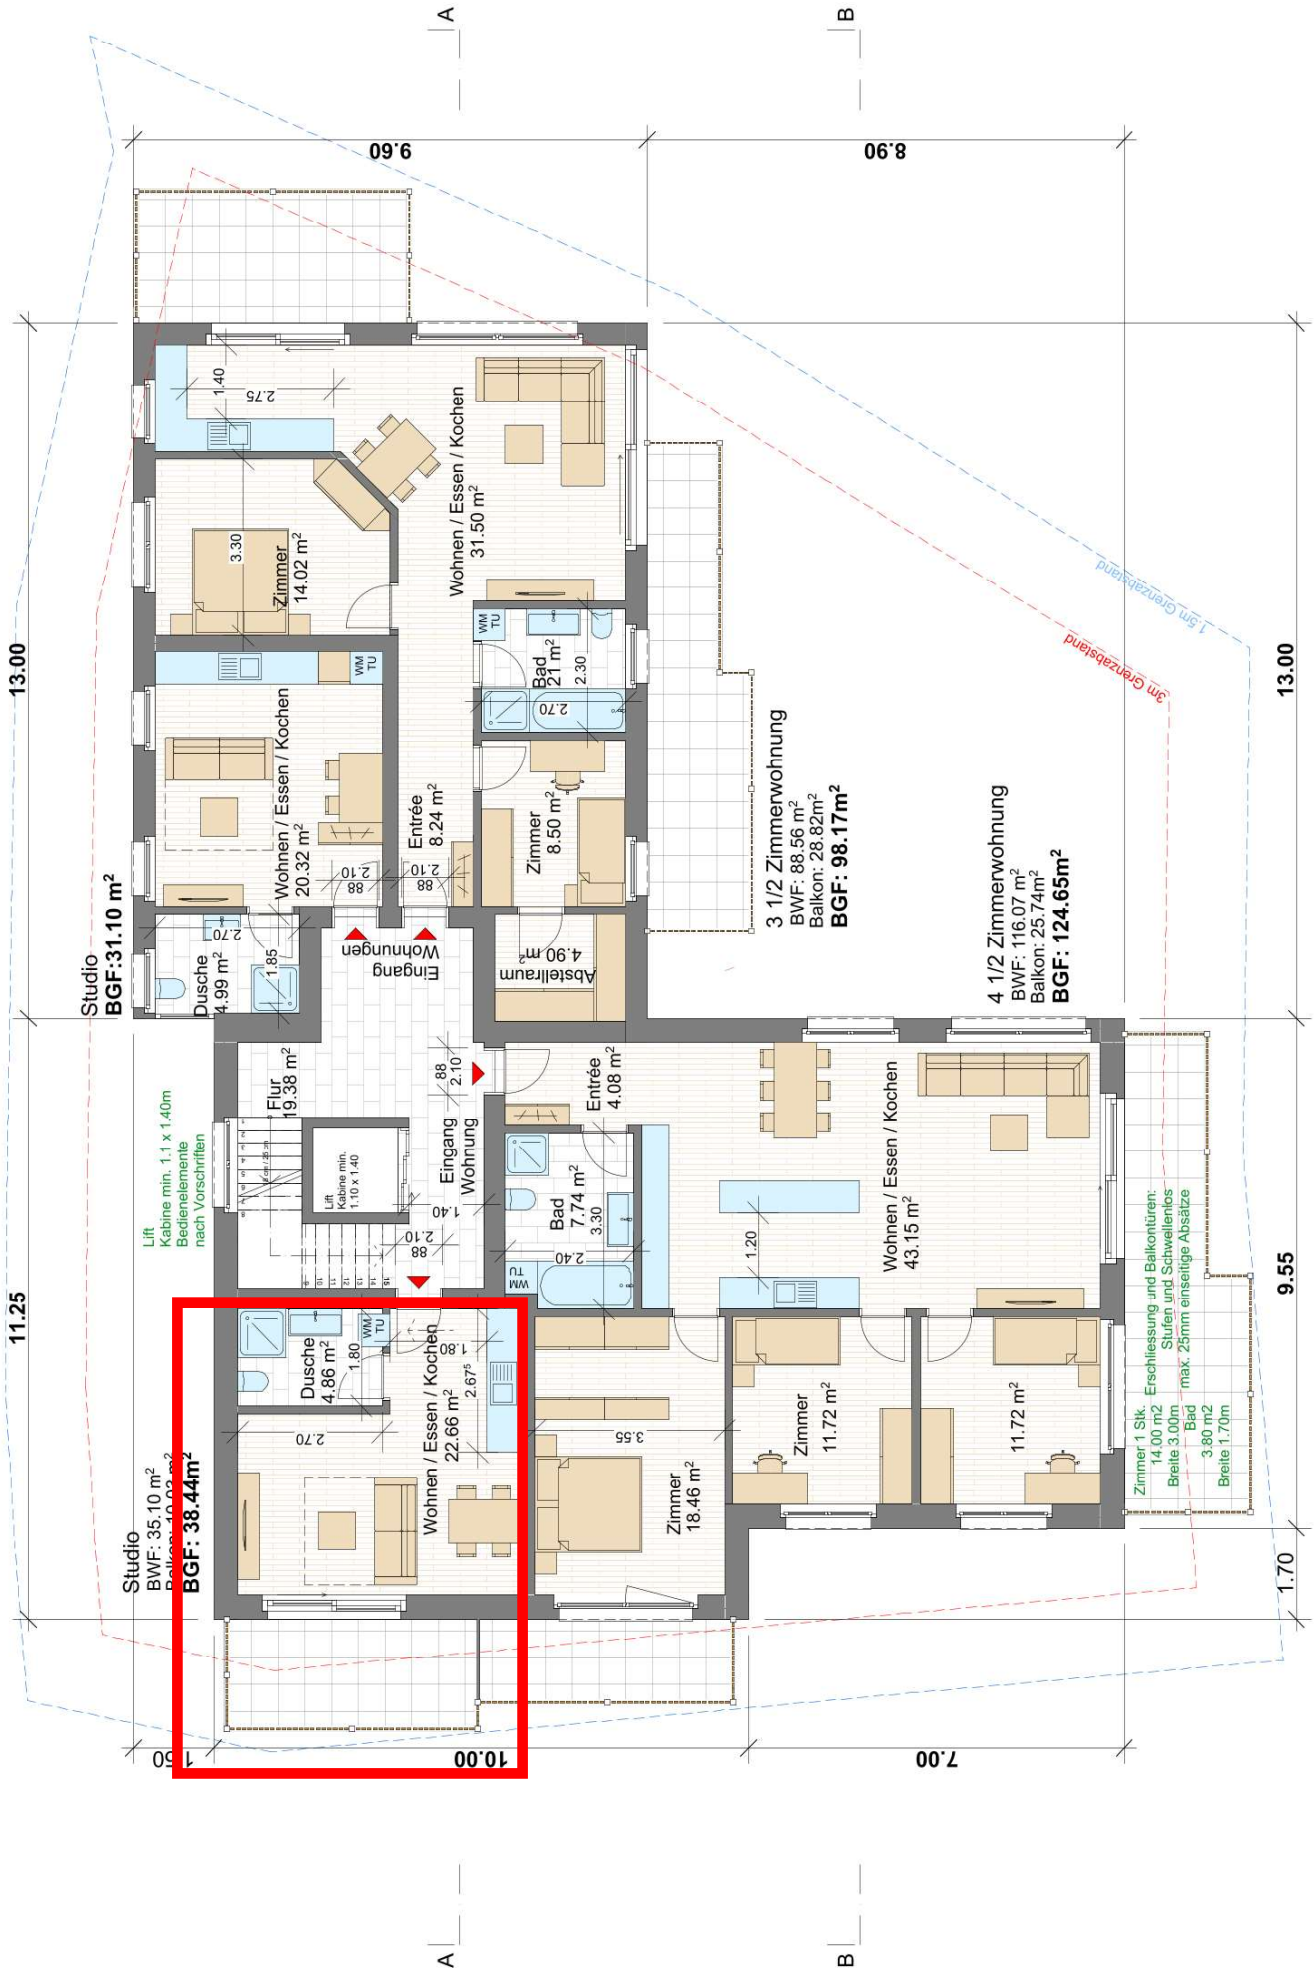 A
B
9.60
8.90
13.00
11.25
13.00
9.55
1.70
10.00
7.00
Studio
BGF:31.10 m²
Dusche
4.99 m²
2.70
1.85
Wohnen / Essen / Kochen
20.32 m²
WM
TU
88
2.10
Zimmer
14.02 m²
3.30
1.40
2.75
Wohnen / Essen / Kochen
31.50 m²
WM
TU
Bad
21 m²
2.30
2.70
Entrée
8.24 m²
88
2.10
Zimmer
8.50 m²
Abstellraum
4.90 m²
Eingang
Wohnungen
3 1/2 Zimmerwohnung
BWF: 88.56 m²
Balkon: 28.82m²
BGF: 98.17m²
4 1/2 Zimmerwohnung
BWF: 116.07 m²
Balkon: 25.74m²
BGF: 124.65m²
3m Grenzabstand
1.5m Grenzabstand
Lift
Kabine min. 1.1 x 1.40m
Bedienelemente
nach Vorschriften
Flur
19.38 m²
Lift
Kabine min.
1.10 x 1.40
Eingang
Wohnung
88
2.10
1.40
88
2.10
Entrée
4.08 m²
Bad
7.74 m²
3.30
2.40
WM
TU
Wohnen / Essen / Kochen
43.15 m²
1.20
Studio
BWF: 35.10 m²
BGF: 38.44m²
Dusche
4.86 m²
1.80
WM
TU
2.70
1.80
2.67⁵
Wohnen / Essen / Kochen
22.66 m²
3.55
Zimmer
18.46 m²
Zimmer
11.72 m²
11.72 m²
Erschliessung und Balkontüren:
Stufen und Schwellenlos
max. 25mm einseitige Absätze
Zimmer 1 Stk.
14.00 m2
Breite 3.00m
Bad
3.80 m2
Breite 1.70m
A
B